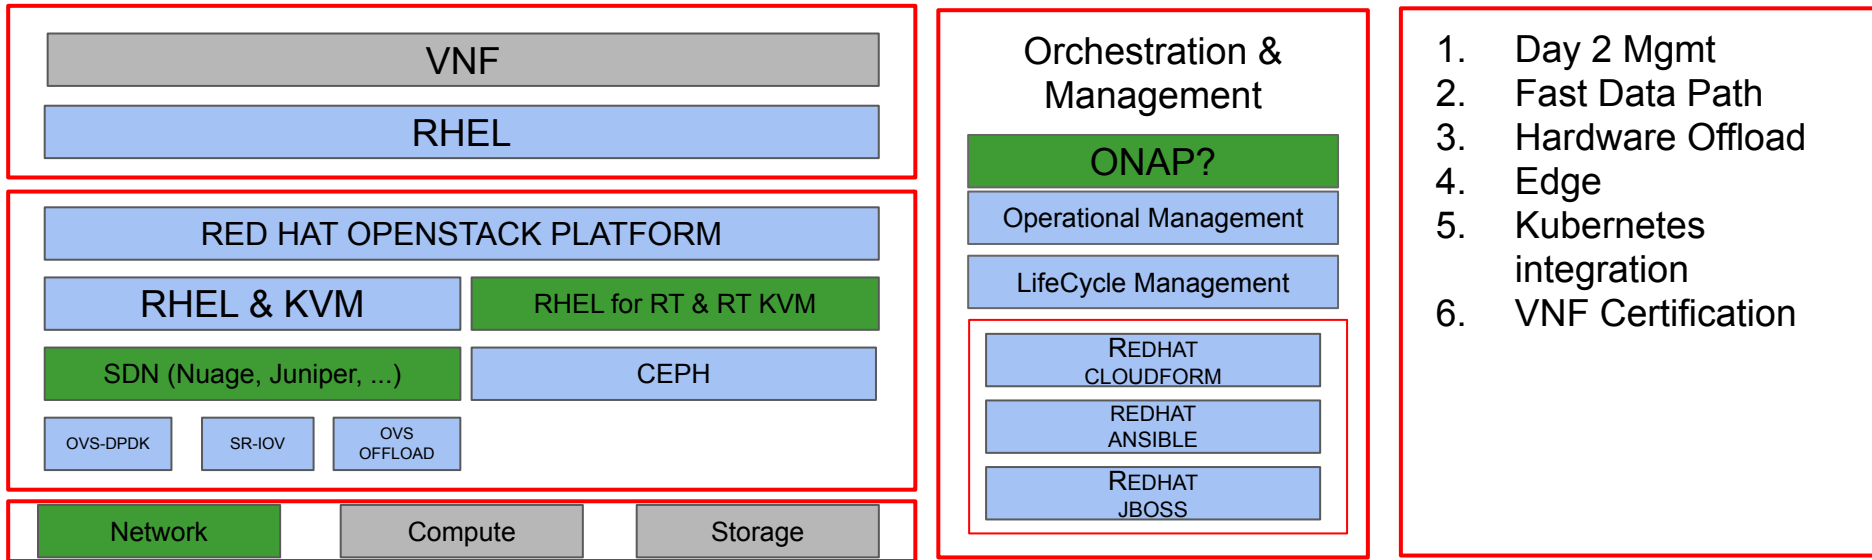 VNF
RHEL
RED HAT OPENSTACK PLATFORM
RHEL & KVM
RHEL for RT & RT KVM
SDN (Nuage, Juniper, ...)
CEPH
OVS-DPDK
SR-IOV
OVS
OFFLOAD
Network
Compute
Storage
Orchestration &
Management
ONAP?
Operational Management
LifeCycle Management
REDHAT
CLOUDFORM
REDHAT
ANSIBLE
REDHAT
JBOSS
1. Day 2 Mgmt
2. Fast Data Path
3. Hardware Offload
4. Edge
5. Kubernetes
integration
6. VNF Certification